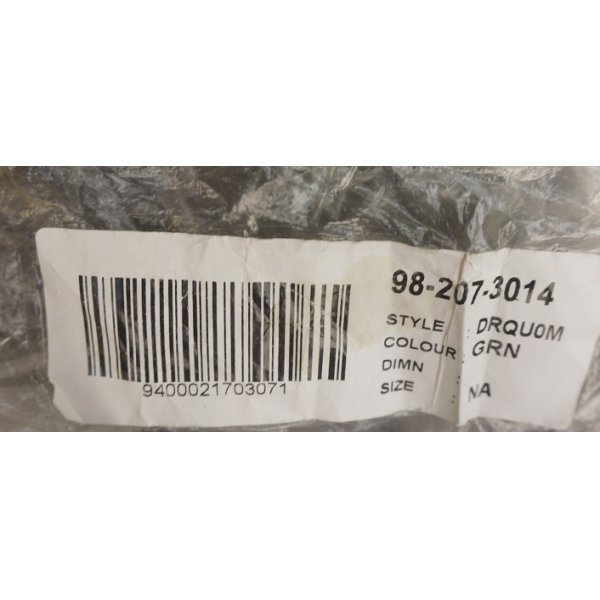 98-207-3014
STYLE : DRQU0M
COLOUR : GRN
DIMN :
SIZE : NA
9400021703071